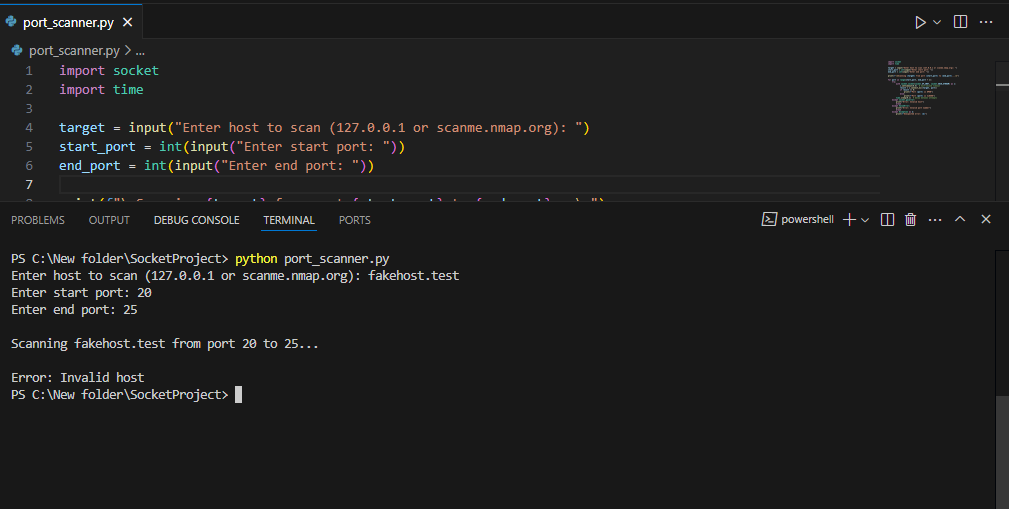 port_scanner.py
port_scanner.py > ...
1 import socket
2 import time
3
4 target = input("Enter host to scan (127.0.0.1 or scanme.nmap.org): ")
5 start_port = int(input("Enter start port: "))
6 end_port = int(input("Enter end port: "))
7
PROBLEMS OUTPUT DEBUG CONSOLE TERMINAL PORTS powershell
PS C:\New folder\SocketProject> python port_scanner.py
Enter host to scan (127.0.0.1 or scanme.nmap.org): fakehost.test
Enter start port: 20
Enter end port: 25
Scanning fakehost.test from port 20 to 25...
Error: Invalid host
PS C:\New folder\SocketProject>